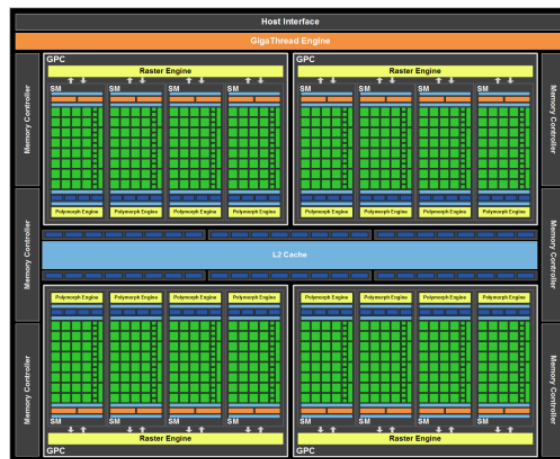 Host Interface
GigaThread Engine
GPC
GPC
Raster Engine
Raster Engine
Memory Controller
Memory Controller
SM SM SM SM
SM SM SM SM
Polymorph Engine Polymorph Engine Polymorph Engine Polymorph Engine
Polymorph Engine Polymorph Engine Polymorph Engine Polymorph Engine
Memory Controller
L2 Cache
Memory Controller
Polymorph Engine Polymorph Engine Polymorph Engine Polymorph Engine
Polymorph Engine Polymorph Engine Polymorph Engine Polymorph Engine
Memory Controller
Memory Controller
SM SM SM SM
SM SM SM SM
Raster Engine
Raster Engine
GPC
GPC